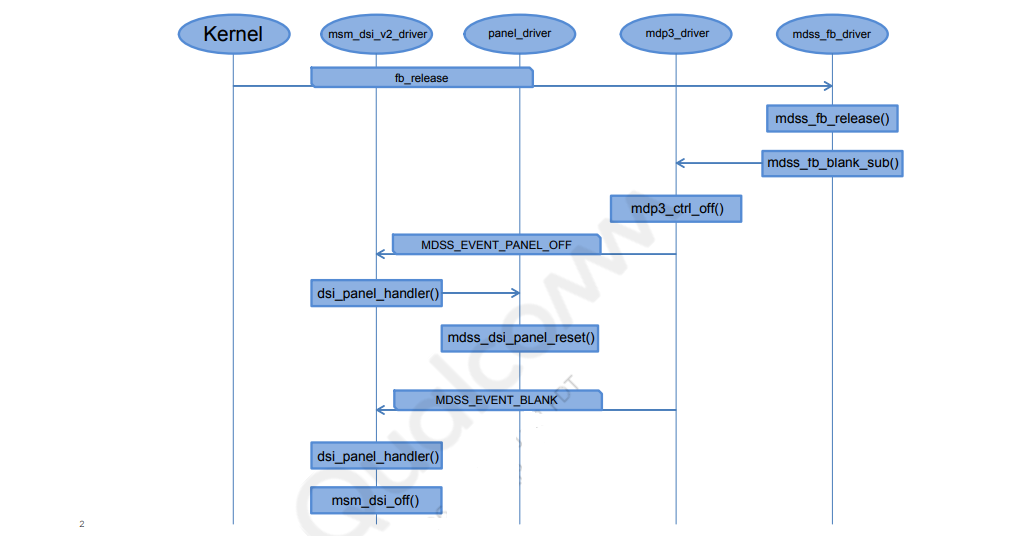 Kernel
msm_dsi_v2_driver
panel_driver
mdp3_driver
mdss_fb_driver
fb_release
mdss_fb_release()
mdss_fb_blank_sub()
mdp3_ctrl_off()
MDSS_EVENT_PANEL_OFF
dsi_panel_handler()
mdss_dsi_panel_reset()
MDSS_EVENT_BLANK
dsi_panel_handler()
msm_dsi_off()
2